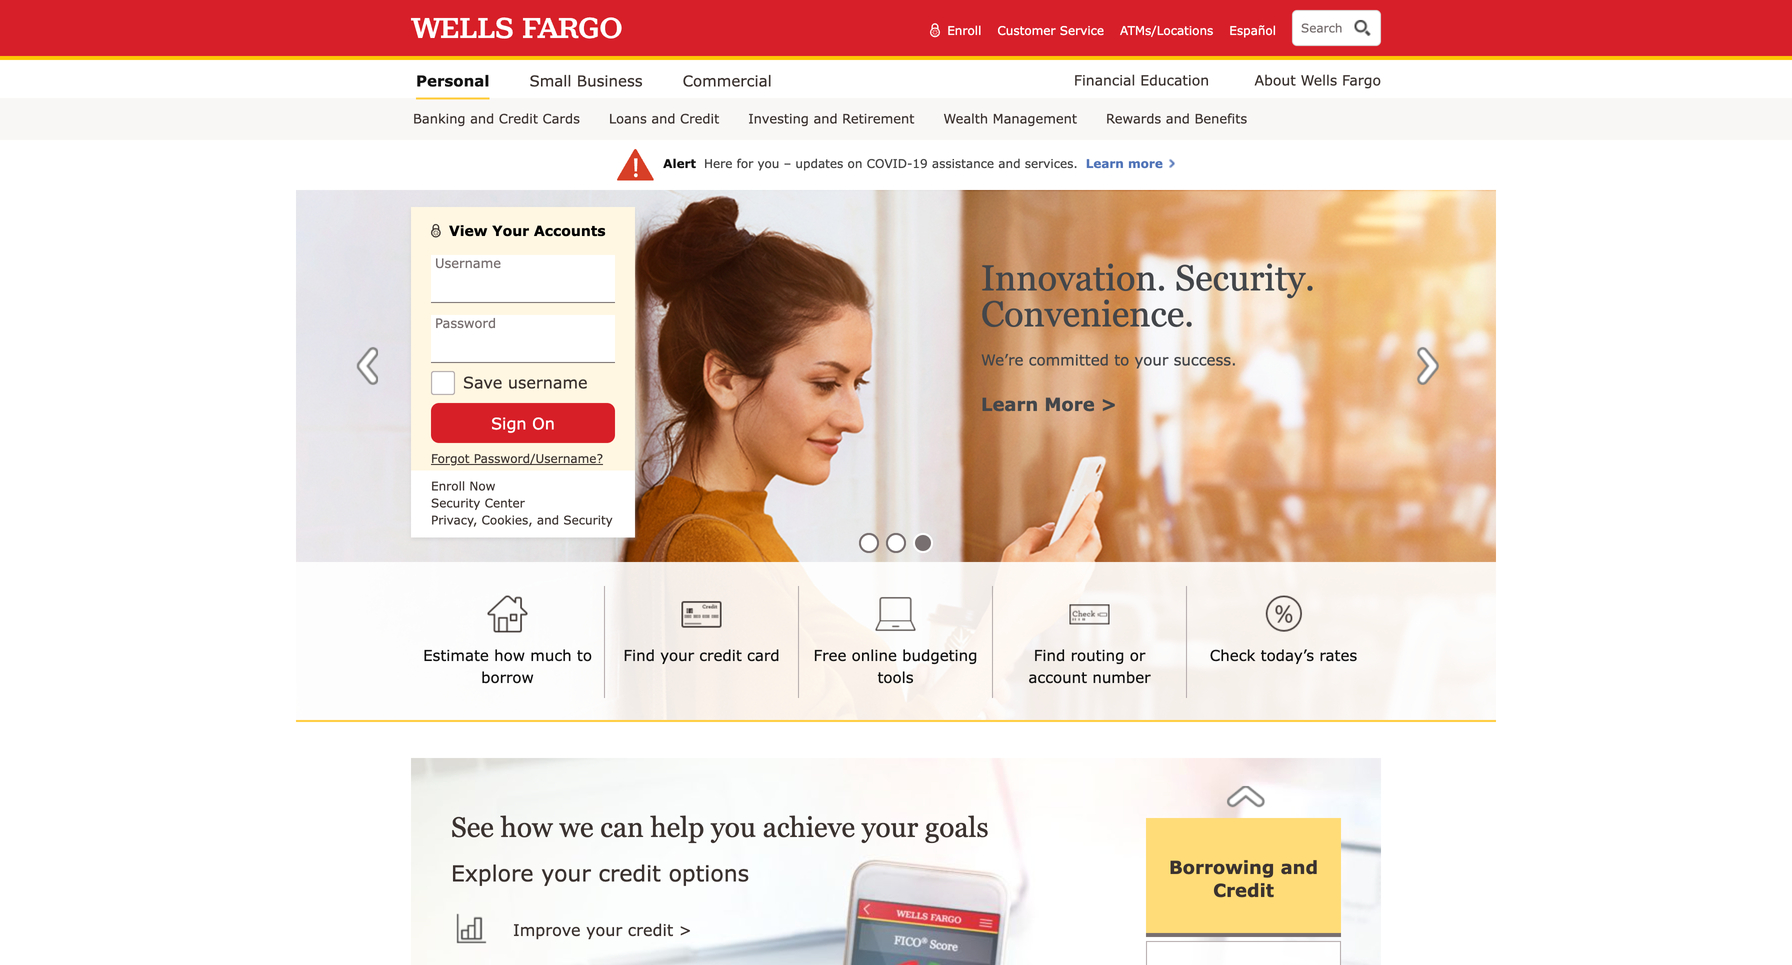 WELLS FARGO
Enroll Customer Service ATMs/Locations Español Search
Personal Small Business Commercial Financial Education About Wells Fargo
Banking and Credit Cards Loans and Credit Investing and Retirement Wealth Management Rewards and Benefits
Alert Here for you – updates on COVID-19 assistance and services. Learn more
View Your Accounts
Username
Password
Save username
Sign On
Forgot Password/Username?
Enroll Now
Security Center
Privacy, Cookies, and Security
Innovation. Security.
Convenience.
We’re committed to your success.
Learn More >
Credit
Check
%
Estimate how much to
borrow
Find your credit card
Free online budgeting
tools
Find routing or
account number
Check today’s rates
See how we can help you achieve your goals
Explore your credit options
Improve your credit >
WELLS FARGO
FICO® Score
Borrowing and
Credit